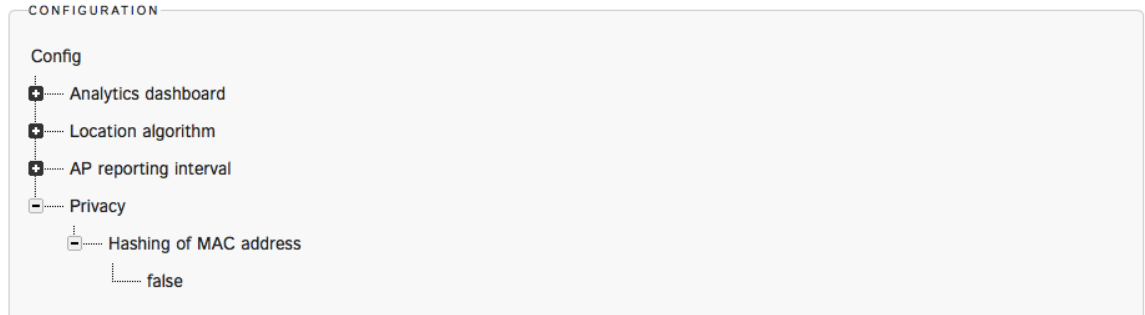 CONFIGURATION
Config
Analytics dashboard
Location algorithm
AP reporting interval
Privacy
Hashing of MAC address
false